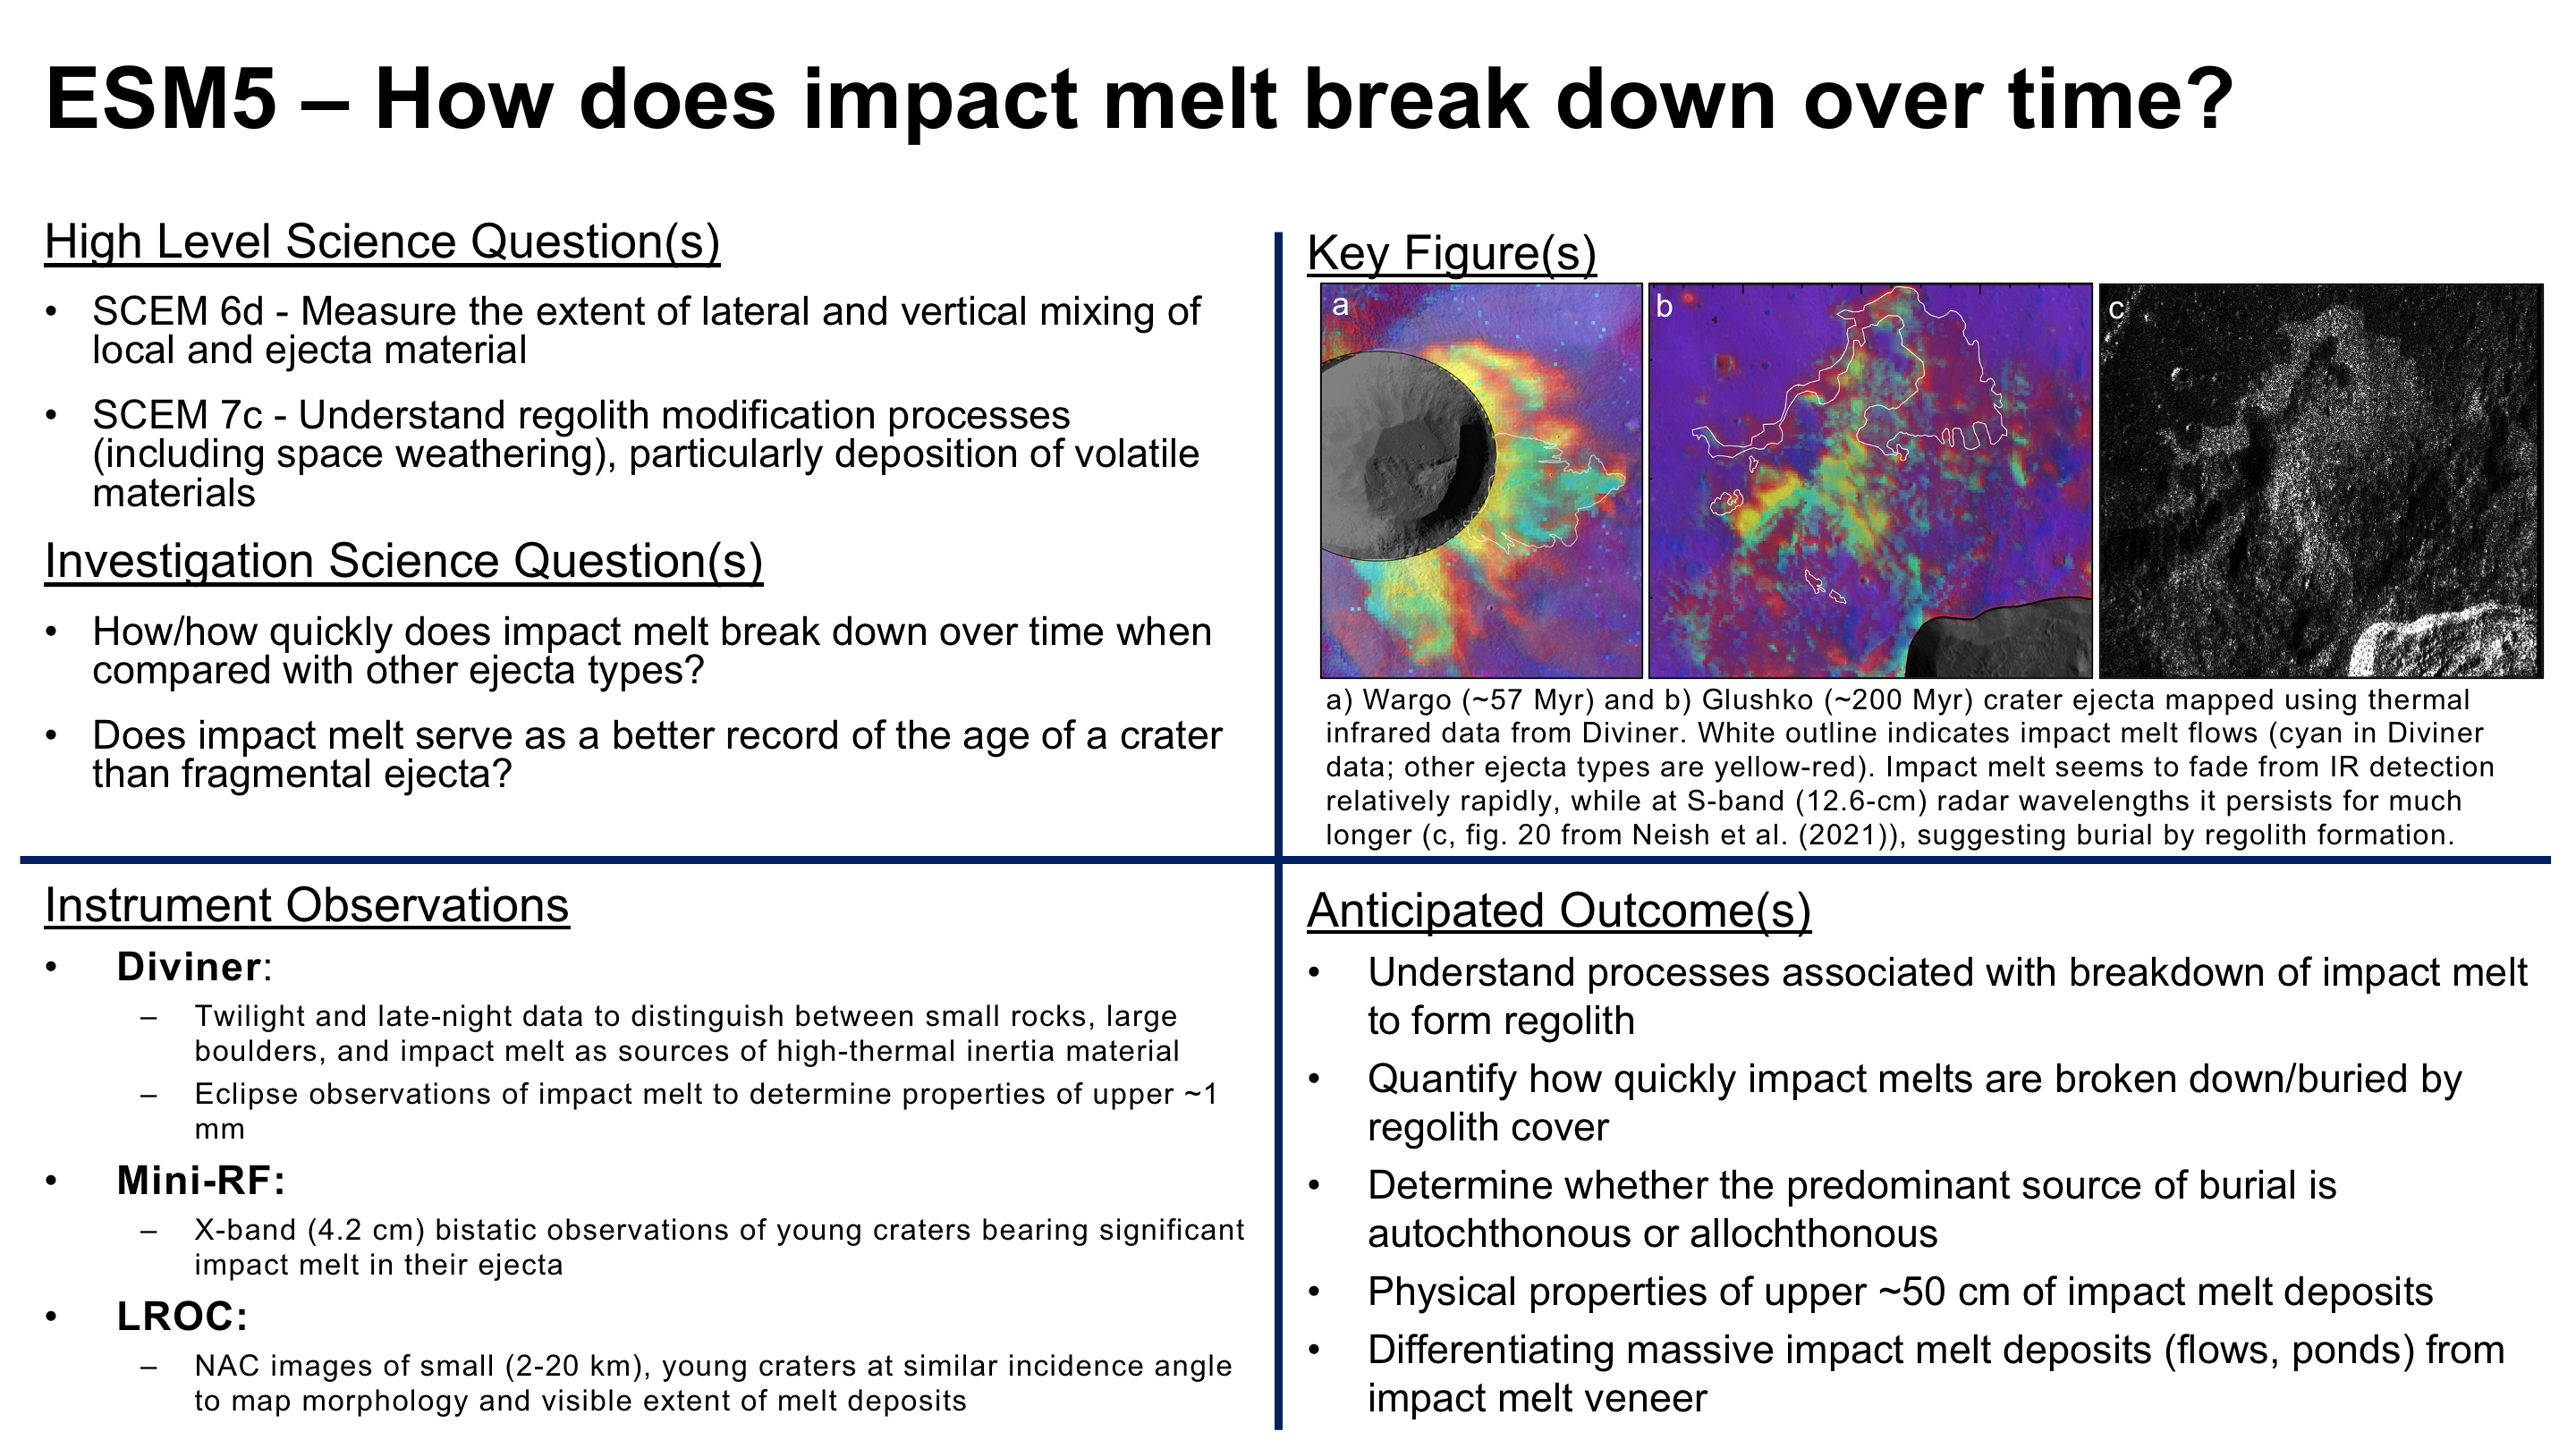 ESM5 – How does impact melt break down over time?
High Level Science Question(s)
• SCEM 6d - Measure the extent of lateral and vertical mixing of
local and ejecta material
• SCEM 7c - Understand regolith modification processes
(including space weathering), particularly deposition of volatile
materials
Investigation Science Question(s)
• How/how quickly does impact melt break down over time when
compared with other ejecta types?
• Does impact melt serve as a better record of the age of a crater
than fragmental ejecta?
Key Figure(s)
a
b
c
a) Wargo (~57 Myr) and b) Glushko (~200 Myr) crater ejecta mapped using thermal
infrared data from Diviner. White outline indicates impact melt flows (cyan in Diviner
data; other ejecta types are yellow-red). Impact melt seems to fade from IR detection
relatively rapidly, while at S-band (12.6-cm) radar wavelengths it persists for much
longer (c, fig. 20 from Neish et al. (2021)), suggesting burial by regolith formation.
Instrument Observations
• Diviner:
– Twilight and late-night data to distinguish between small rocks, large
boulders, and impact melt as sources of high-thermal inertia material
– Eclipse observations of impact melt to determine properties of upper ~1
mm
• Mini-RF:
– X-band (4.2 cm) bistatic observations of young craters bearing significant
impact melt in their ejecta
• LROC:
– NAC images of small (2-20 km), young craters at similar incidence angle
to map morphology and visible extent of melt deposits
Anticipated Outcome(s)
• Understand processes associated with breakdown of impact melt
to form regolith
• Quantify how quickly impact melts are broken down/buried by
regolith cover
• Determine whether the predominant source of burial is
autochthonous or allochthonous
• Physical properties of upper ~50 cm of impact melt deposits
• Differentiating massive impact melt deposits (flows, ponds) from
impact melt veneer